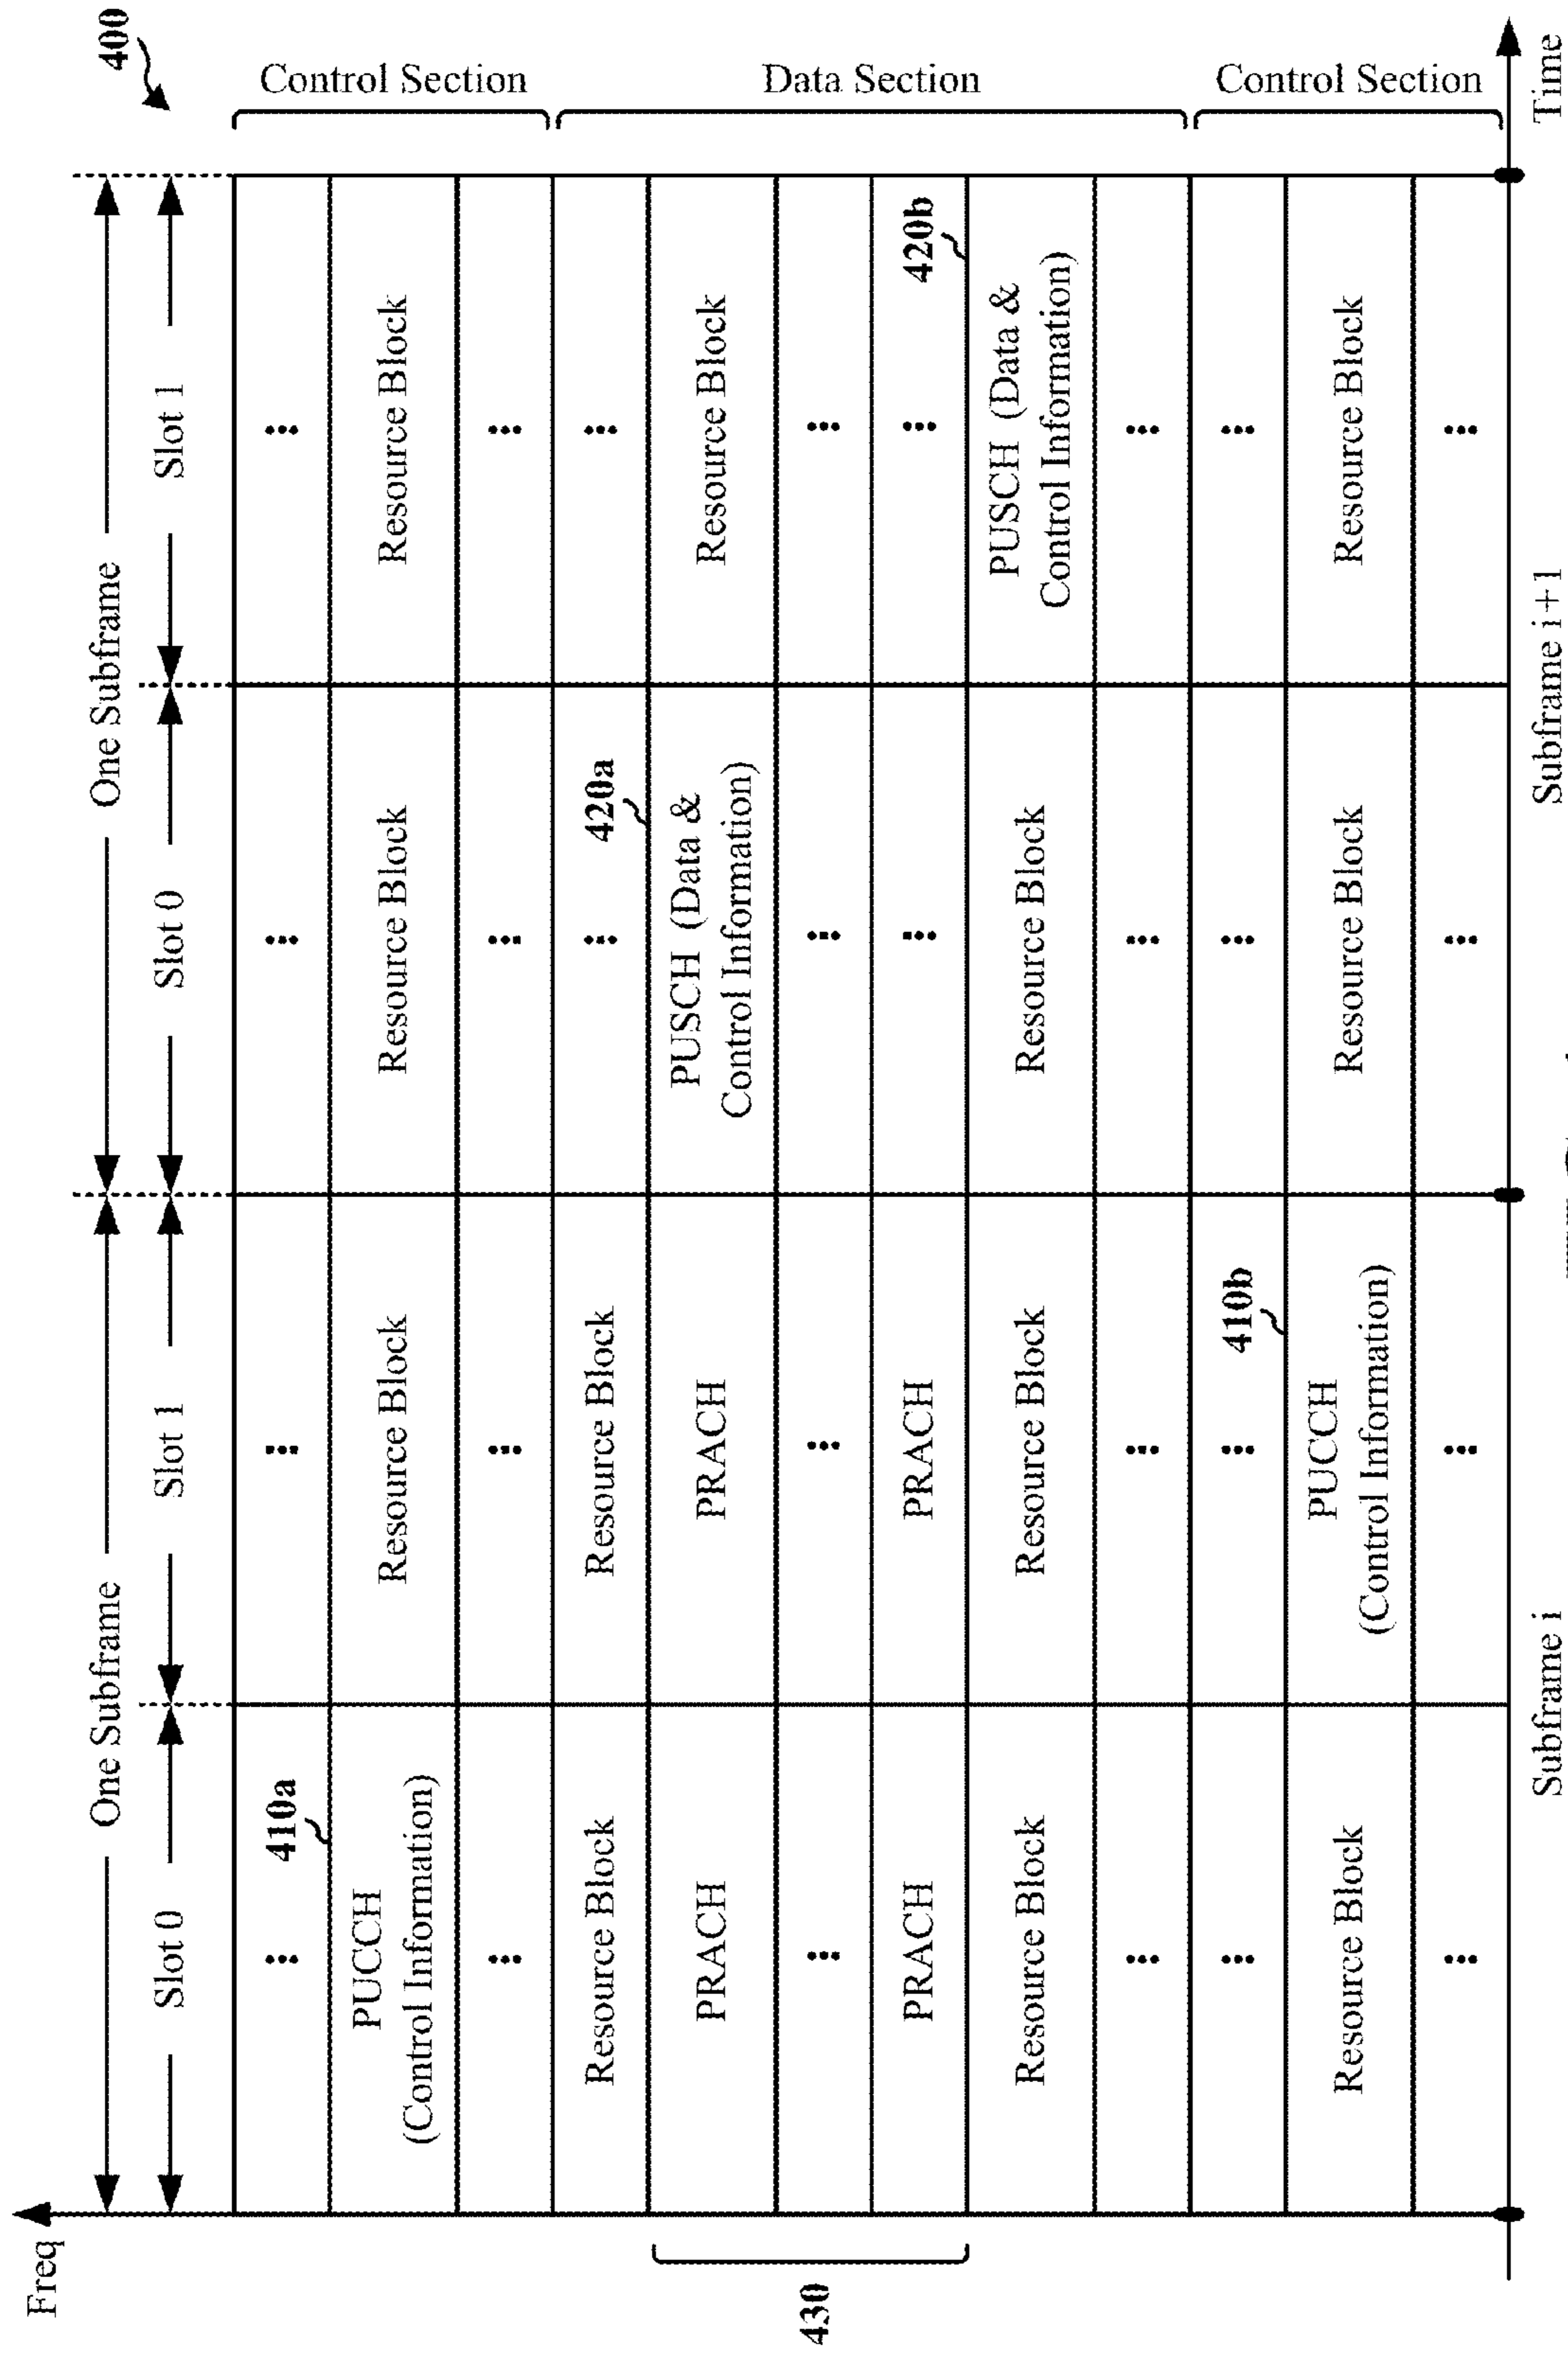 400
Freq
One Subframe
One Subframe
Slot 0
Slot 1
Slot 0
Slot 1
410a
PUCCH
(Control Information)
Resource Block
Resource Block
Resource Block
Control Section
Resource Block
Resource Block
420a
430
PRACH
PRACH
PUSCH (Data &
Control Information)
Resource Block
Data Section
PRACH
PRACH
420b
Resource Block
Resource Block
Resource Block
PUSCH (Data &
Control Information)
410b
Resource Block
PUCCH
(Control Information)
Resource Block
Resource Block
Control Section
Subframe i
Subframe i+1
Time